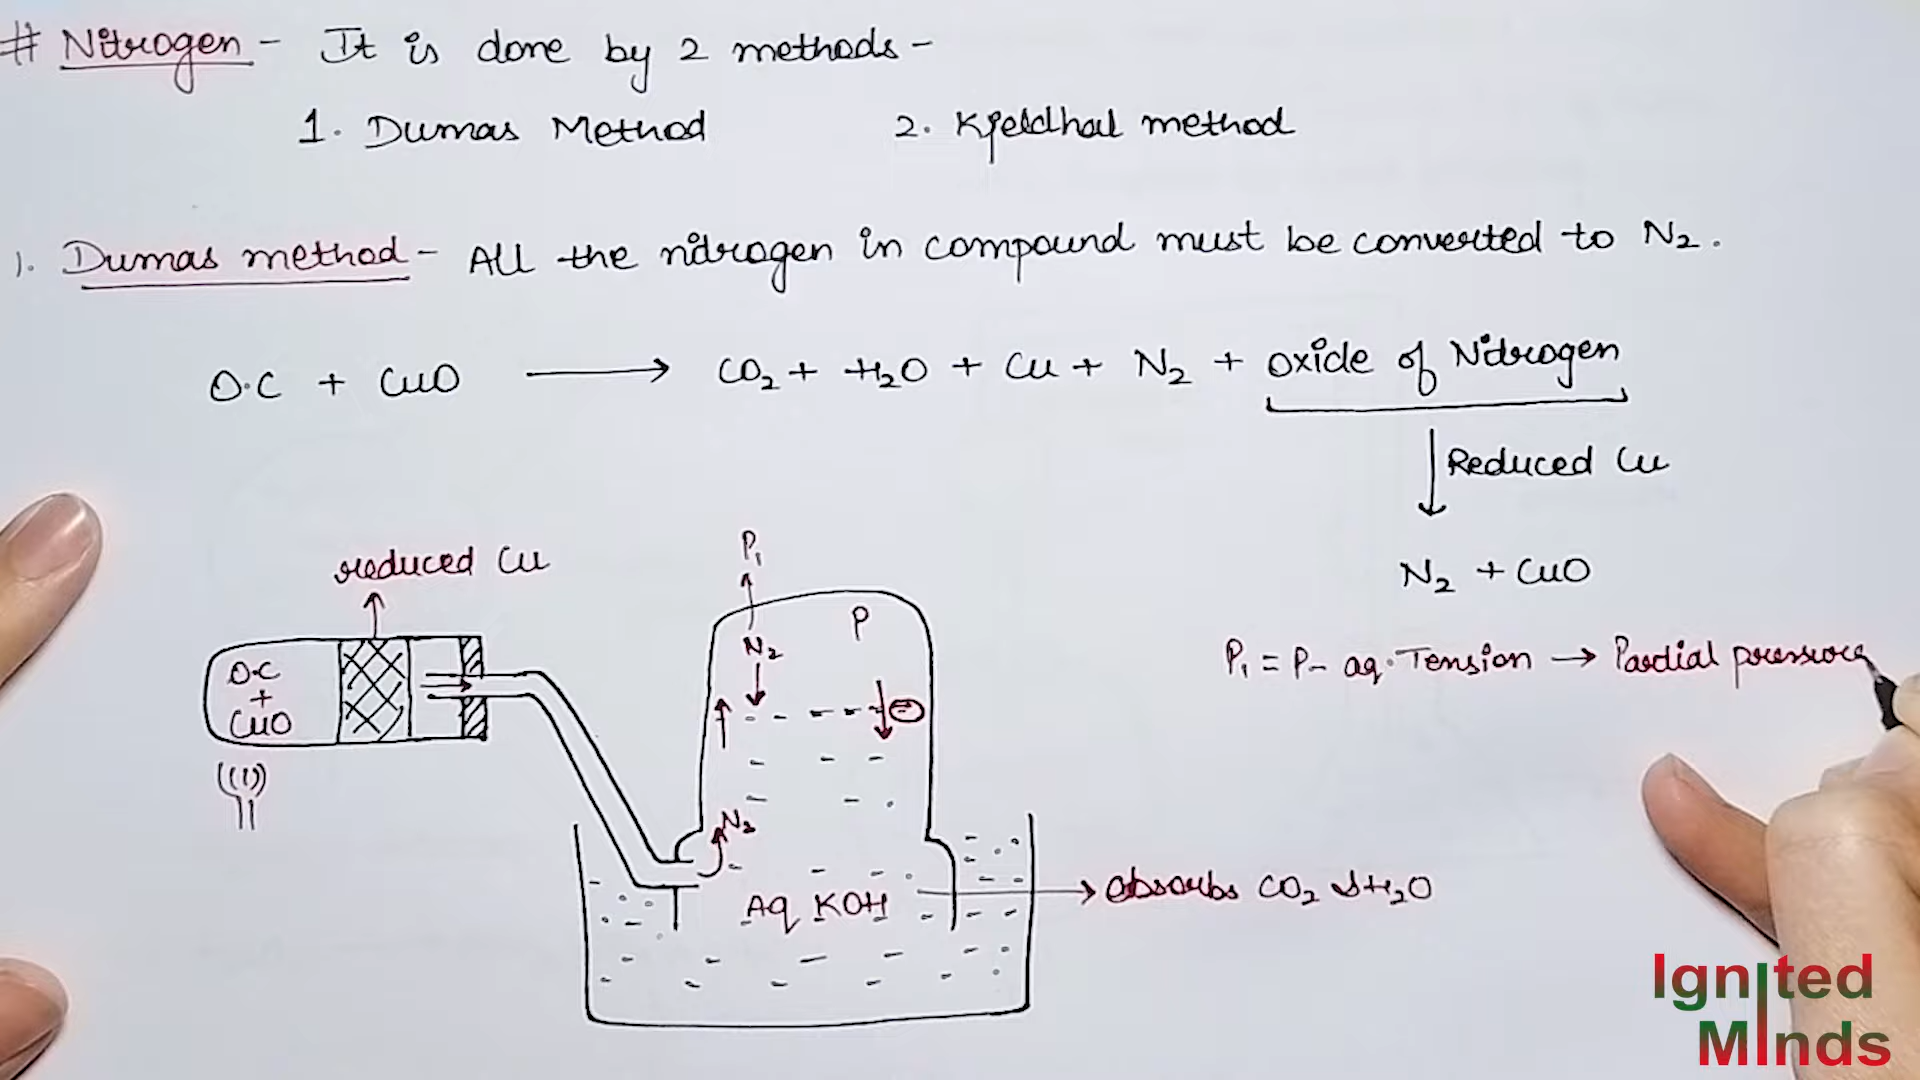 # Nitrogen - It is done by 2 methods -
1. Dumas Method 2. Kjeldhal method
1. Dumas method - All the nitrogen in compound must be converted to N₂.
O.C + CuO → CO₂ + H₂O + Cu + N₂ + oxide of Nitrogen
↓ Reduced Cu
N₂ + CuO
reduced Cu
P₁
P
N₂
O.C
+
CuO
P₁ = P - aq. Tension → Partial pressure
N₂
Aq KOH
absorbs CO₂ & H₂O
Ignited
Minds